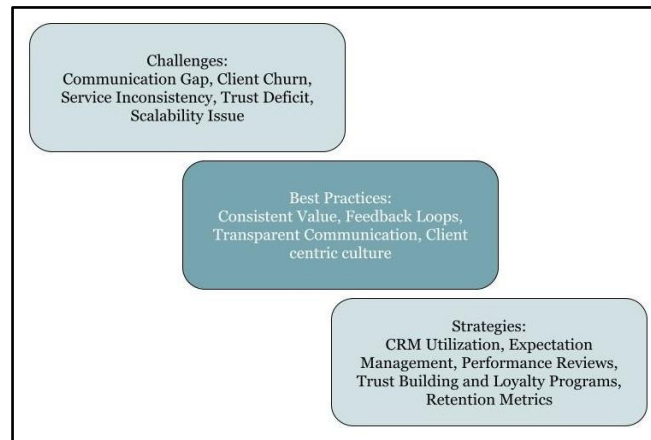 Challenges:
Communication Gap, Client Churn,
Service Inconsistency, Trust Deficit,
Scalability Issue
Best Practices:
Consistent Value, Feedback Loops,
Transparent Communication, Client
centric culture
Strategies:
CRM Utilization, Expectation
Management, Performance Reviews,
Trust Building and Loyalty Programs,
Retention Metrics